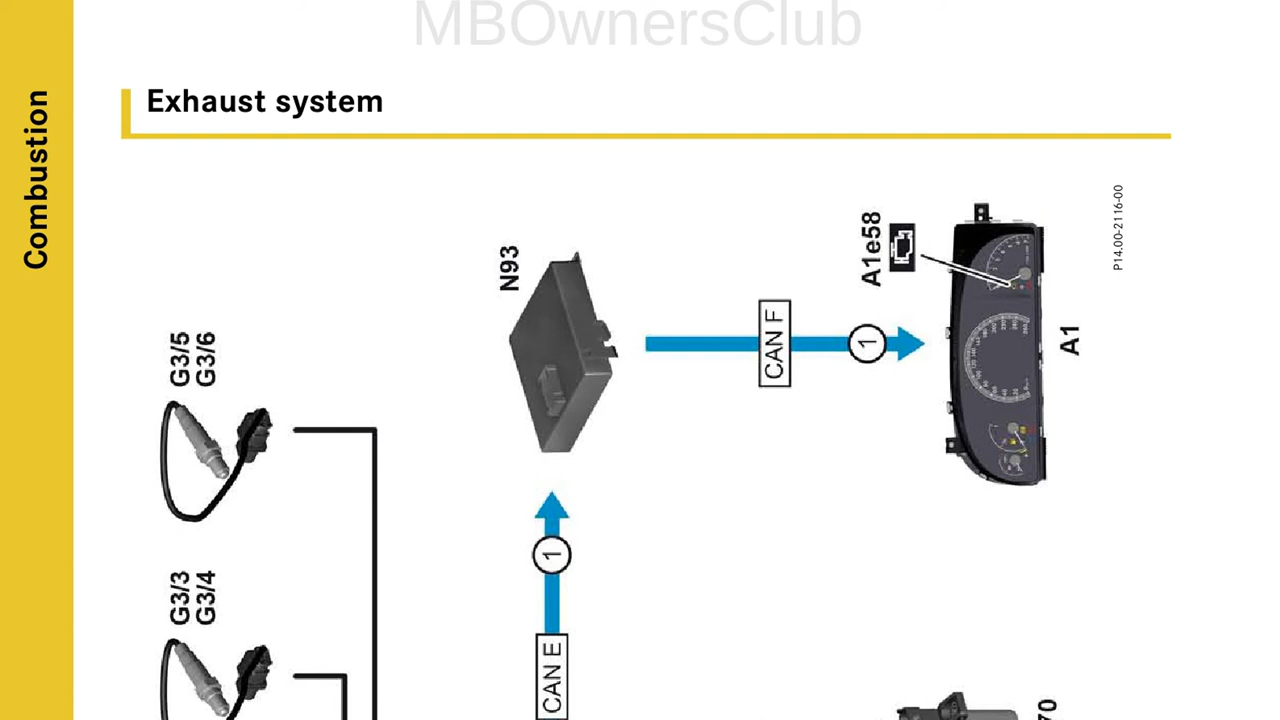 MBOwnersClub
Combustion
Exhaust system
P14.00-2116-00
A1e58
N93
CAN F
1
A1
G3/5
G3/6
1
G3/3
G3/4
CAN E
70